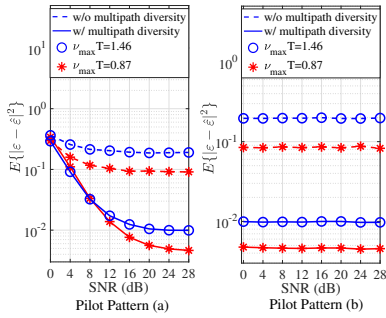 w/o multipath diversity
w/ multipath diversity
ν_max T=1.46
ν_max T=0.87
10^1
10^0
10^-1
10^-2
E{|ε − ε̂|^2}
0 4 8 12 16 20 24 28
SNR (dB)
Pilot Pattern (a)
w/o multipath diversity
w/ multipath diversity
ν_max T=1.46
ν_max T=0.87
10^0
10^-1
10^-2
E{|ε − ε̂|^2}
0 4 8 12 16 20 24 28
SNR (dB)
Pilot Pattern (b)